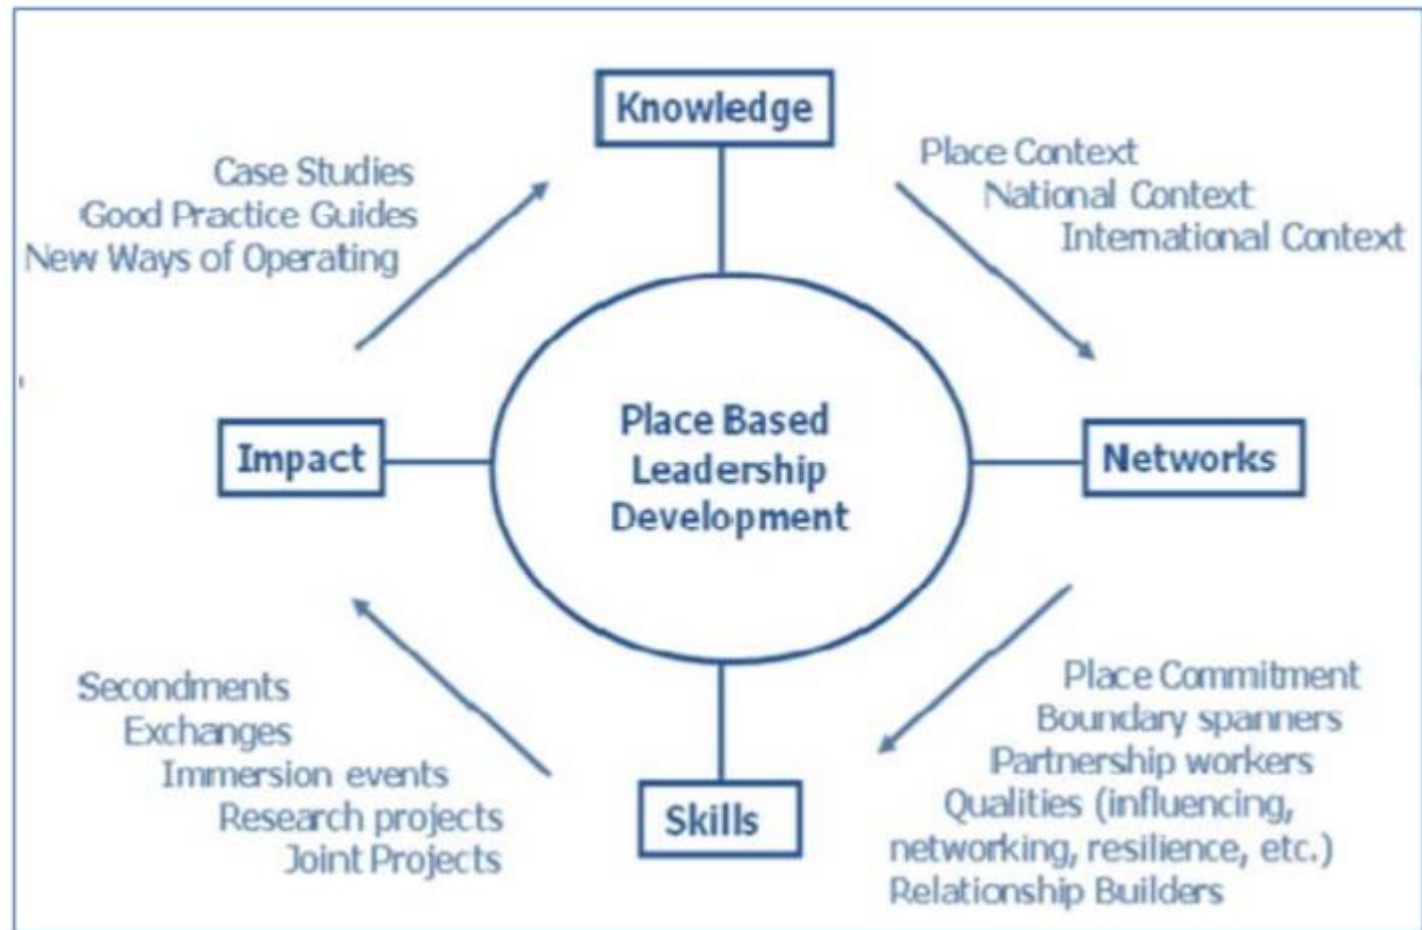 Knowledge
Case Studies
Good Practice Guides
New Ways of Operating
Place Context
National Context
International Context
Impact
Place Based
Leadership
Development
Networks
Secondments
Exchanges
Immersion events
Research projects
Joint Projects
Skills
Place Commitment
Boundary spanners
Partnership workers
Qualities (influencing,
networking, resilience, etc.)
Relationship Builders